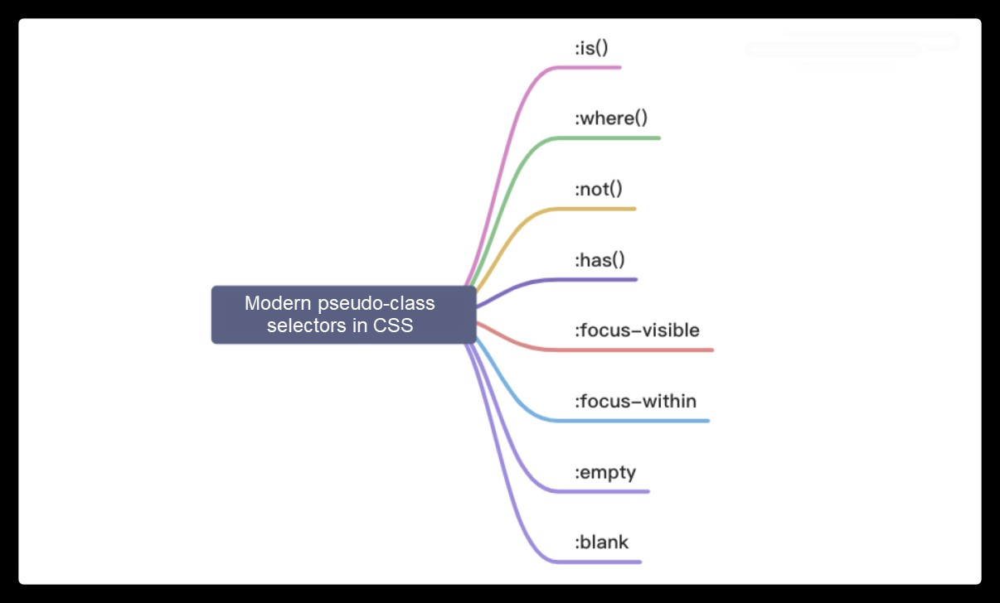 :is()
:where()
:not()
:has()
Modern pseudo-class
selectors in CSS
:focus-visible
:focus-within
:empty
:blank